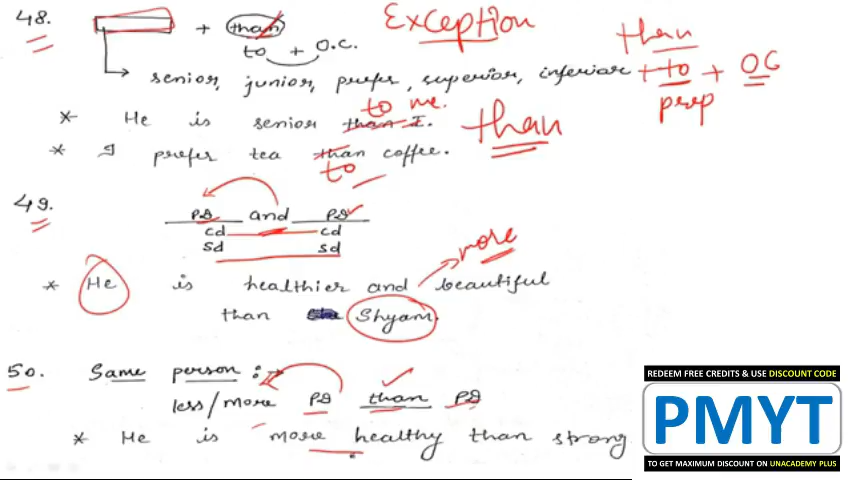 48. + than Exception
to + O.C. than
senior, junior, prefer, superior, inferior + to + OC
prep
to me.
* He is senior than I. than
* I prefer tea than coffee.
to
49. PD and PD
cd cd
sd sd
more
* He is healthier and beautiful
than Shyam.
50. Same person :→
less/more PD than PD
* He is more healthy than strong
REDEEM FREE CREDITS & USE DISCOUNT CODE
PMYT
TO GET MAXIMUM DISCOUNT ON UNACADEMY PLUS